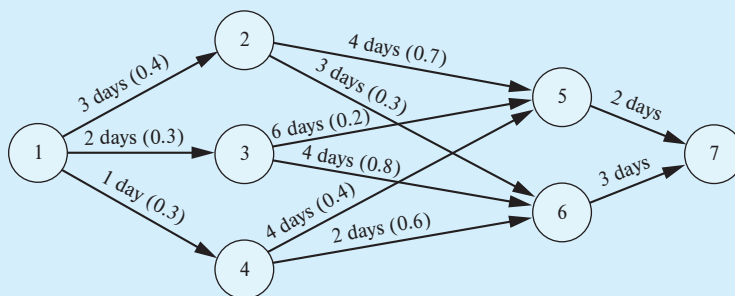 2
4 days (0.7)
3 days (0.4)
3 days (0.3)
5
2 days
6 days (0.2)
1
2 days (0.3)
3
7
4 days (0.8)
3 days
1 day (0.3)
4 days (0.4)
6
2 days (0.6)
4